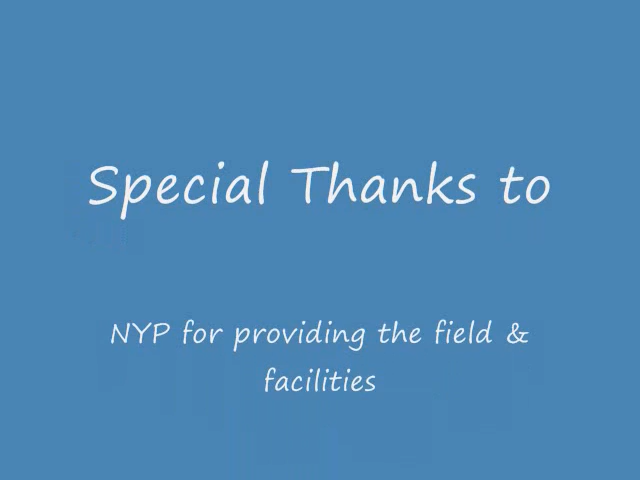 Special Thanks to
NYP for providing the field &
facilities